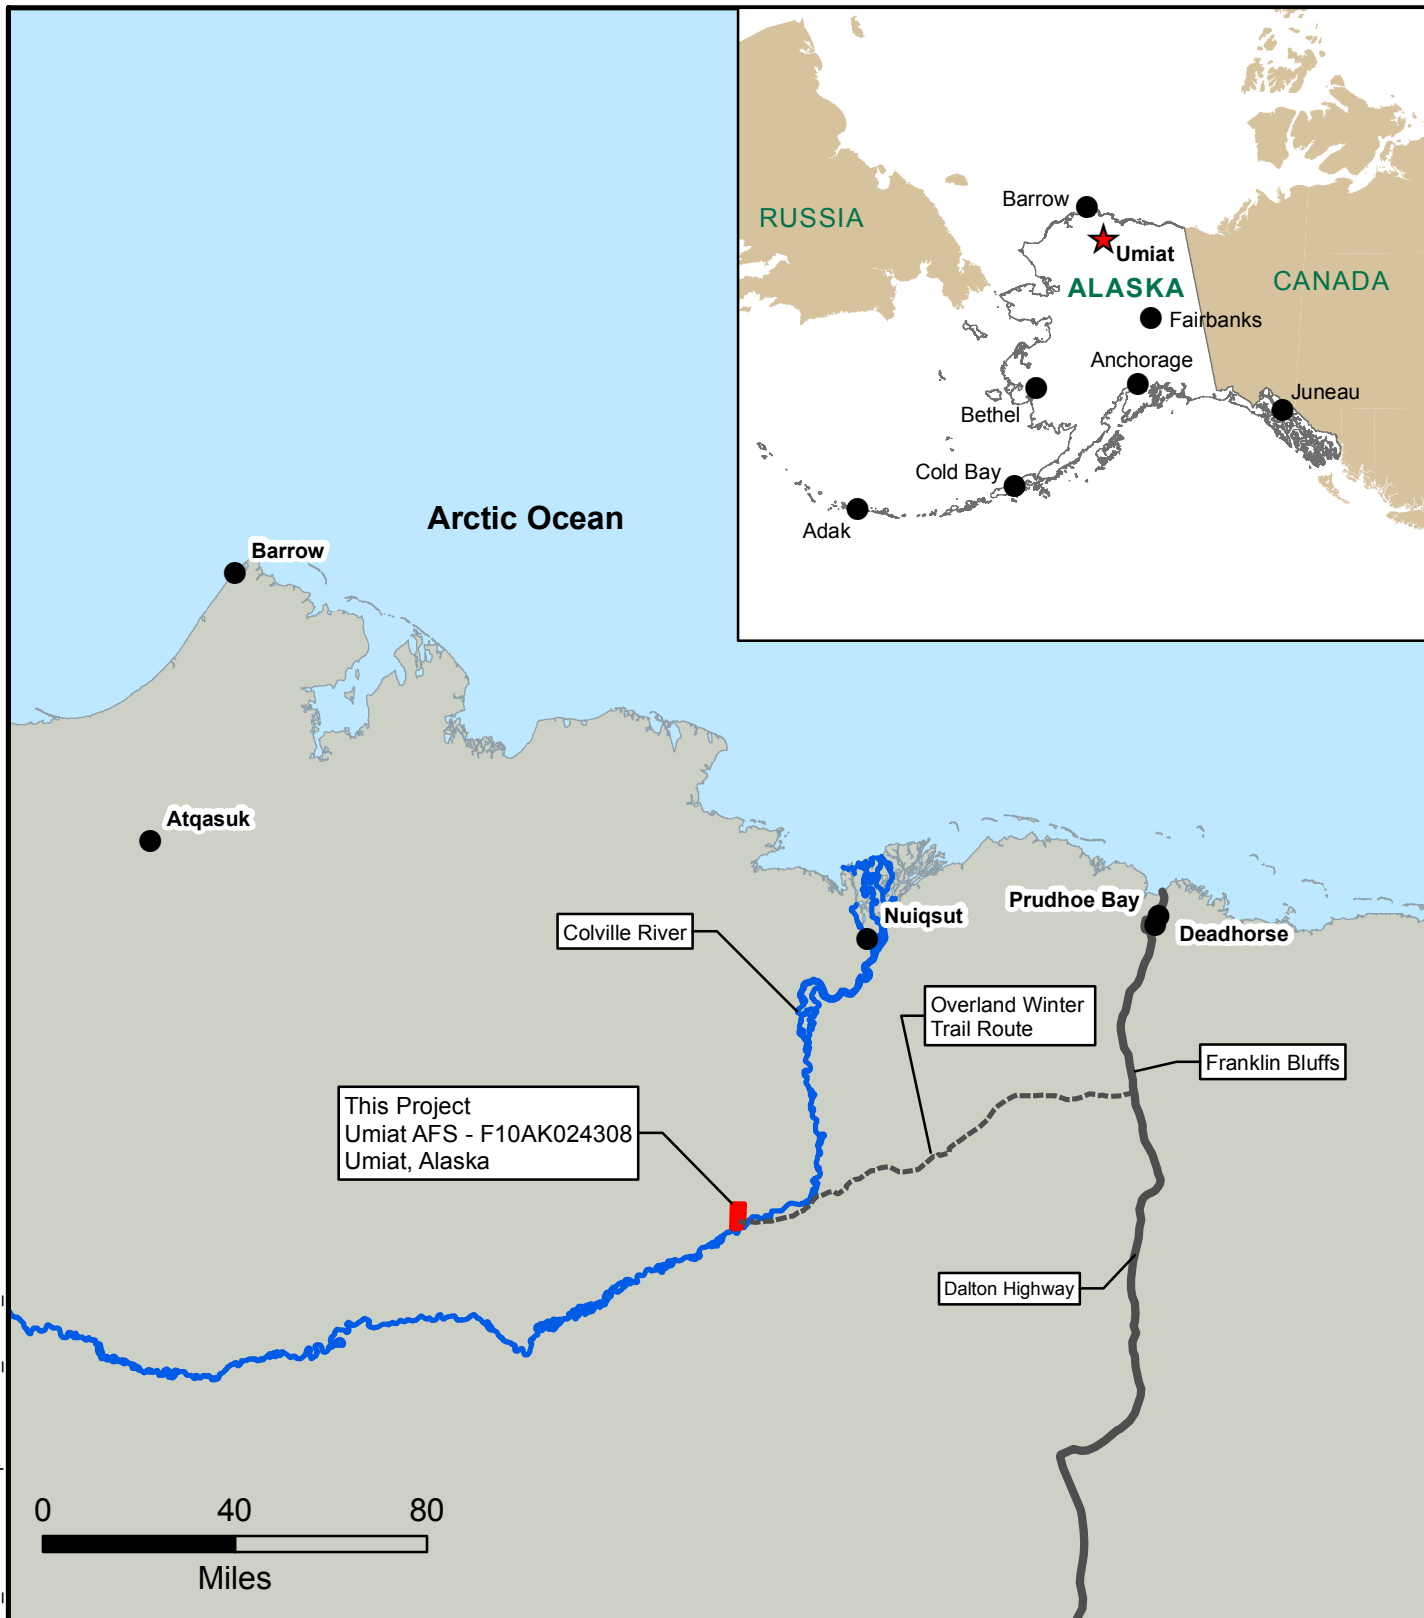 RUSSIA
Barrow
Umiat
ALASKA
CANADA
Fairbanks
Anchorage
Bethel
Juneau
Cold Bay
Adak
Arctic Ocean
Barrow
Atqasuk
Nuiqsut
Prudhoe Bay
Deadhorse
Colville River
Overland Winter
Trail Route
Franklin Bluffs
This Project
Umiat AFS - F10AK024308
Umiat, Alaska
Dalton Highway
0 40 80
Miles